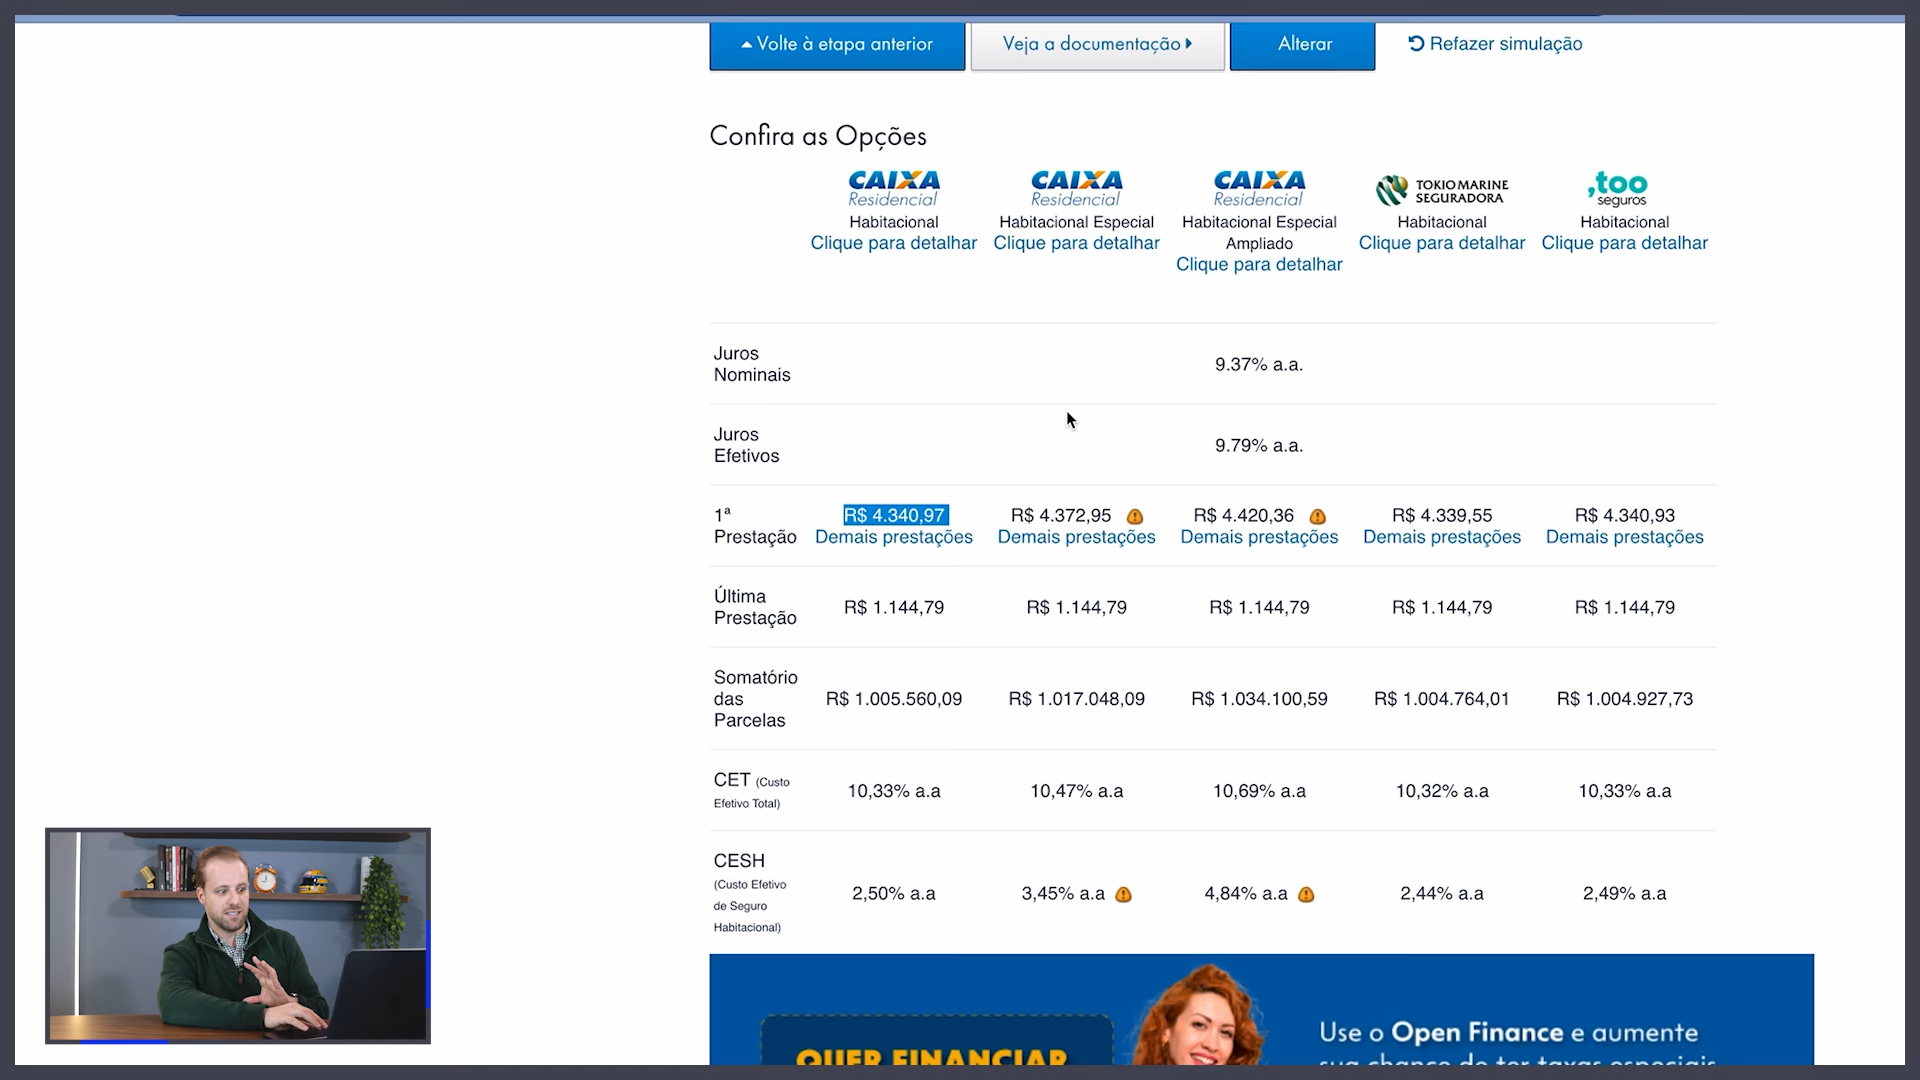 Volte à etapa anterior
Veja a documentação
Alterar
Refazer simulação
Confira as Opções
CAIXA
Residencial
Habitacional
Clique para detalhar
CAIXA
Residencial
Habitacional Especial
Clique para detalhar
CAIXA
Residencial
Habitacional Especial
Ampliado
Clique para detalhar
TOKIO MARINE
SEGURADORA
Habitacional
Clique para detalhar
,too
seguros
Habitacional
Clique para detalhar
Juros
Nominais
9.37% a.a.
Juros
Efetivos
9.79% a.a.
1ª
Prestação
R$ 4.340,97
Demais prestações
R$ 4.372,95
Demais prestações
R$ 4.420,36
Demais prestações
R$ 4.339,55
Demais prestações
R$ 4.340,93
Demais prestações
Última
Prestação
R$ 1.144,79
R$ 1.144,79
R$ 1.144,79
R$ 1.144,79
R$ 1.144,79
Somatório
das
Parcelas
R$ 1.005.560,09
R$ 1.017.048,09
R$ 1.034.100,59
R$ 1.004.764,01
R$ 1.004.927,73
CET (Custo
Efetivo Total)
10,33% a.a
10,47% a.a
10,69% a.a
10,32% a.a
10,33% a.a
CESH
(Custo Efetivo
de Seguro
Habitacional)
2,50% a.a
3,45% a.a
4,84% a.a
2,44% a.a
2,49% a.a
QUER FINANCIAR
Use o Open Finance e aumente
sua chance de ter taxas especiais